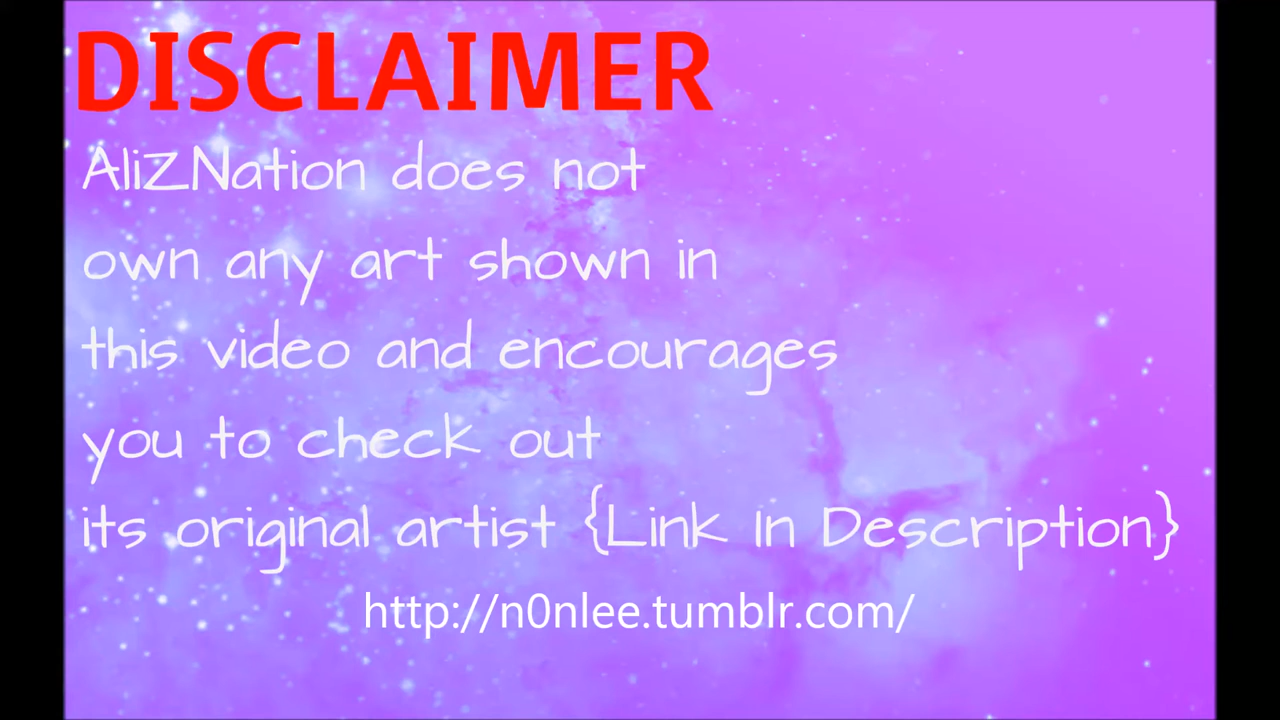 DISCLAIMER
AliZNation does not
own any art shown in
this video and encourages
you to check out
its original artist {Link In Description}
http://n0nlee.tumblr.com/